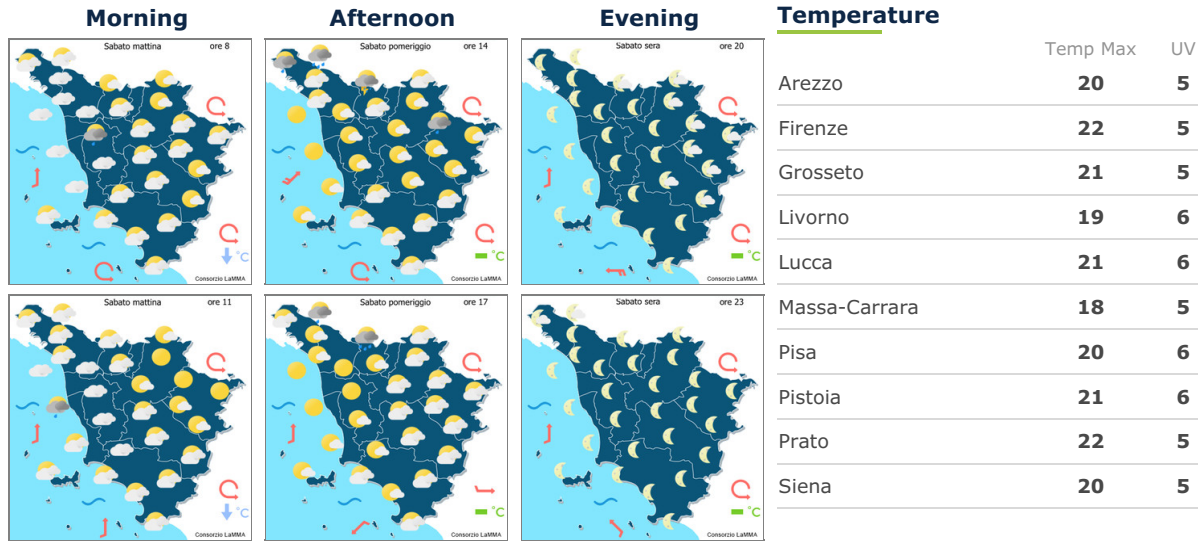 Morning
Afternoon
Evening
Sabato mattina ore 8
°C
Consorzio LaMMA
Sabato pomeriggio ore 14
°C
Consorzio LaMMA
Sabato sera ore 20
°C
Consorzio LaMMA
Sabato mattina ore 11
°C
Consorzio LaMMA
Sabato pomeriggio ore 17
°C
Consorzio LaMMA
Sabato sera ore 23
°C
Consorzio LaMMA
Temperature
Temp Max UV
Arezzo 20 5
Firenze 22 5
Grosseto 21 5
Livorno 19 6
Lucca 21 6
Massa-Carrara 18 5
Pisa 20 6
Pistoia 21 6
Prato 22 5
Siena 20 5